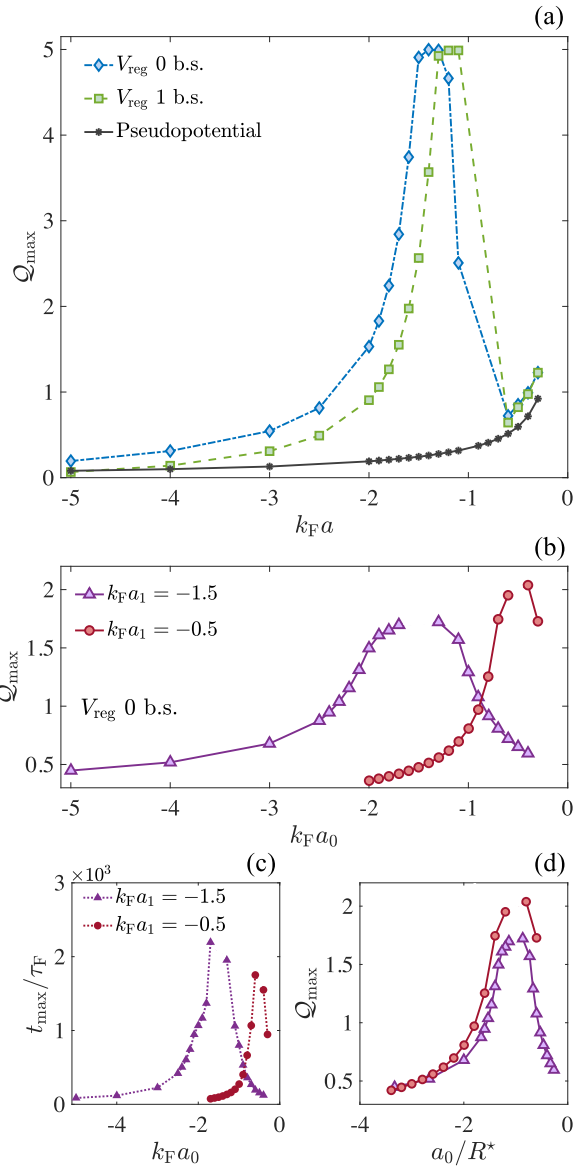 (a)
5
V_reg 0 b.s.
V_reg 1 b.s.
4
Pseudopotential
3
Q_max
2
1
0
-5 -4 -3 -2 -1 0
k_F a
(b)
2
k_F a_1 = −1.5
k_F a_1 = −0.5
1.5
Q_max
1
V_reg 0 b.s.
0.5
-5 -4 -3 -2 -1 0
k_F a_0
(c)
×10³
3
k_F a_1 = −1.5
k_F a_1 = −0.5
2
t_max/τ_F
1
0
-4 -2 0
k_F a_0
(d)
2
1.5
Q_max
1
0.5
-4 -2 0
a_0/R⋆